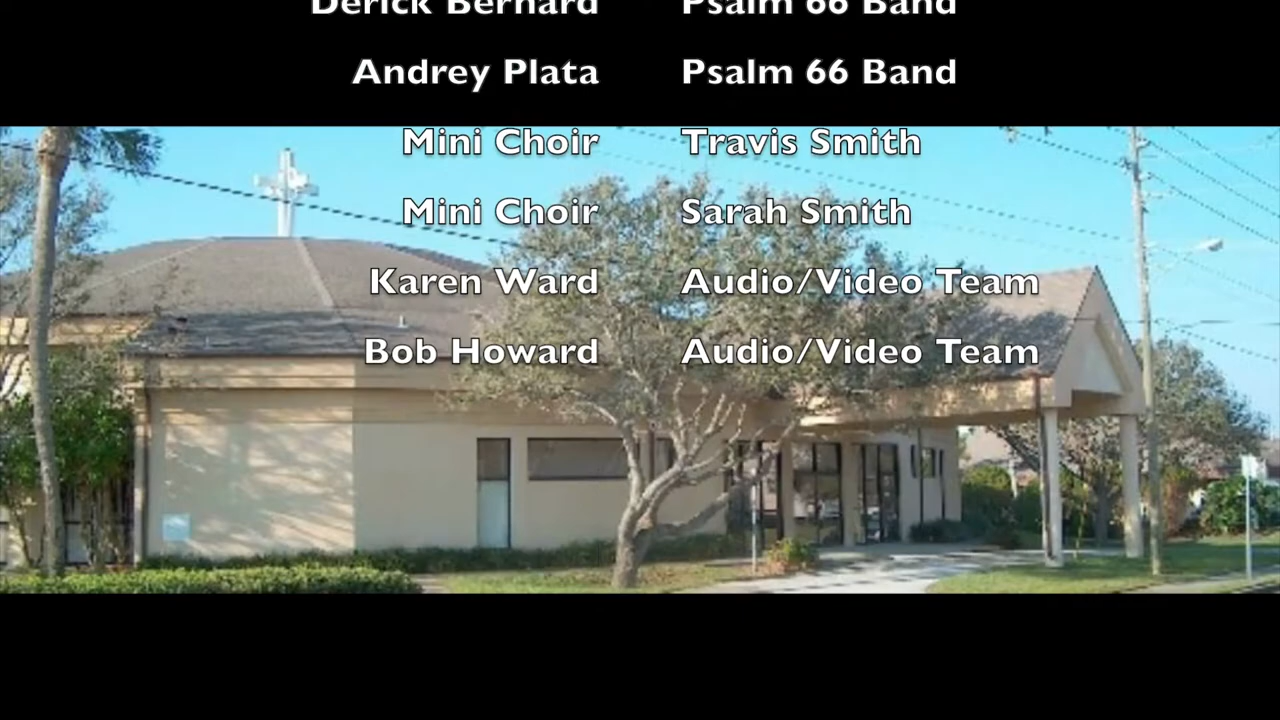 Derick Bernard Psalm 66 Band
Andrey Plata Psalm 66 Band
Mini Choir Travis Smith
Mini Choir Sarah Smith
Karen Ward Audio/Video Team
Bob Howard Audio/Video Team